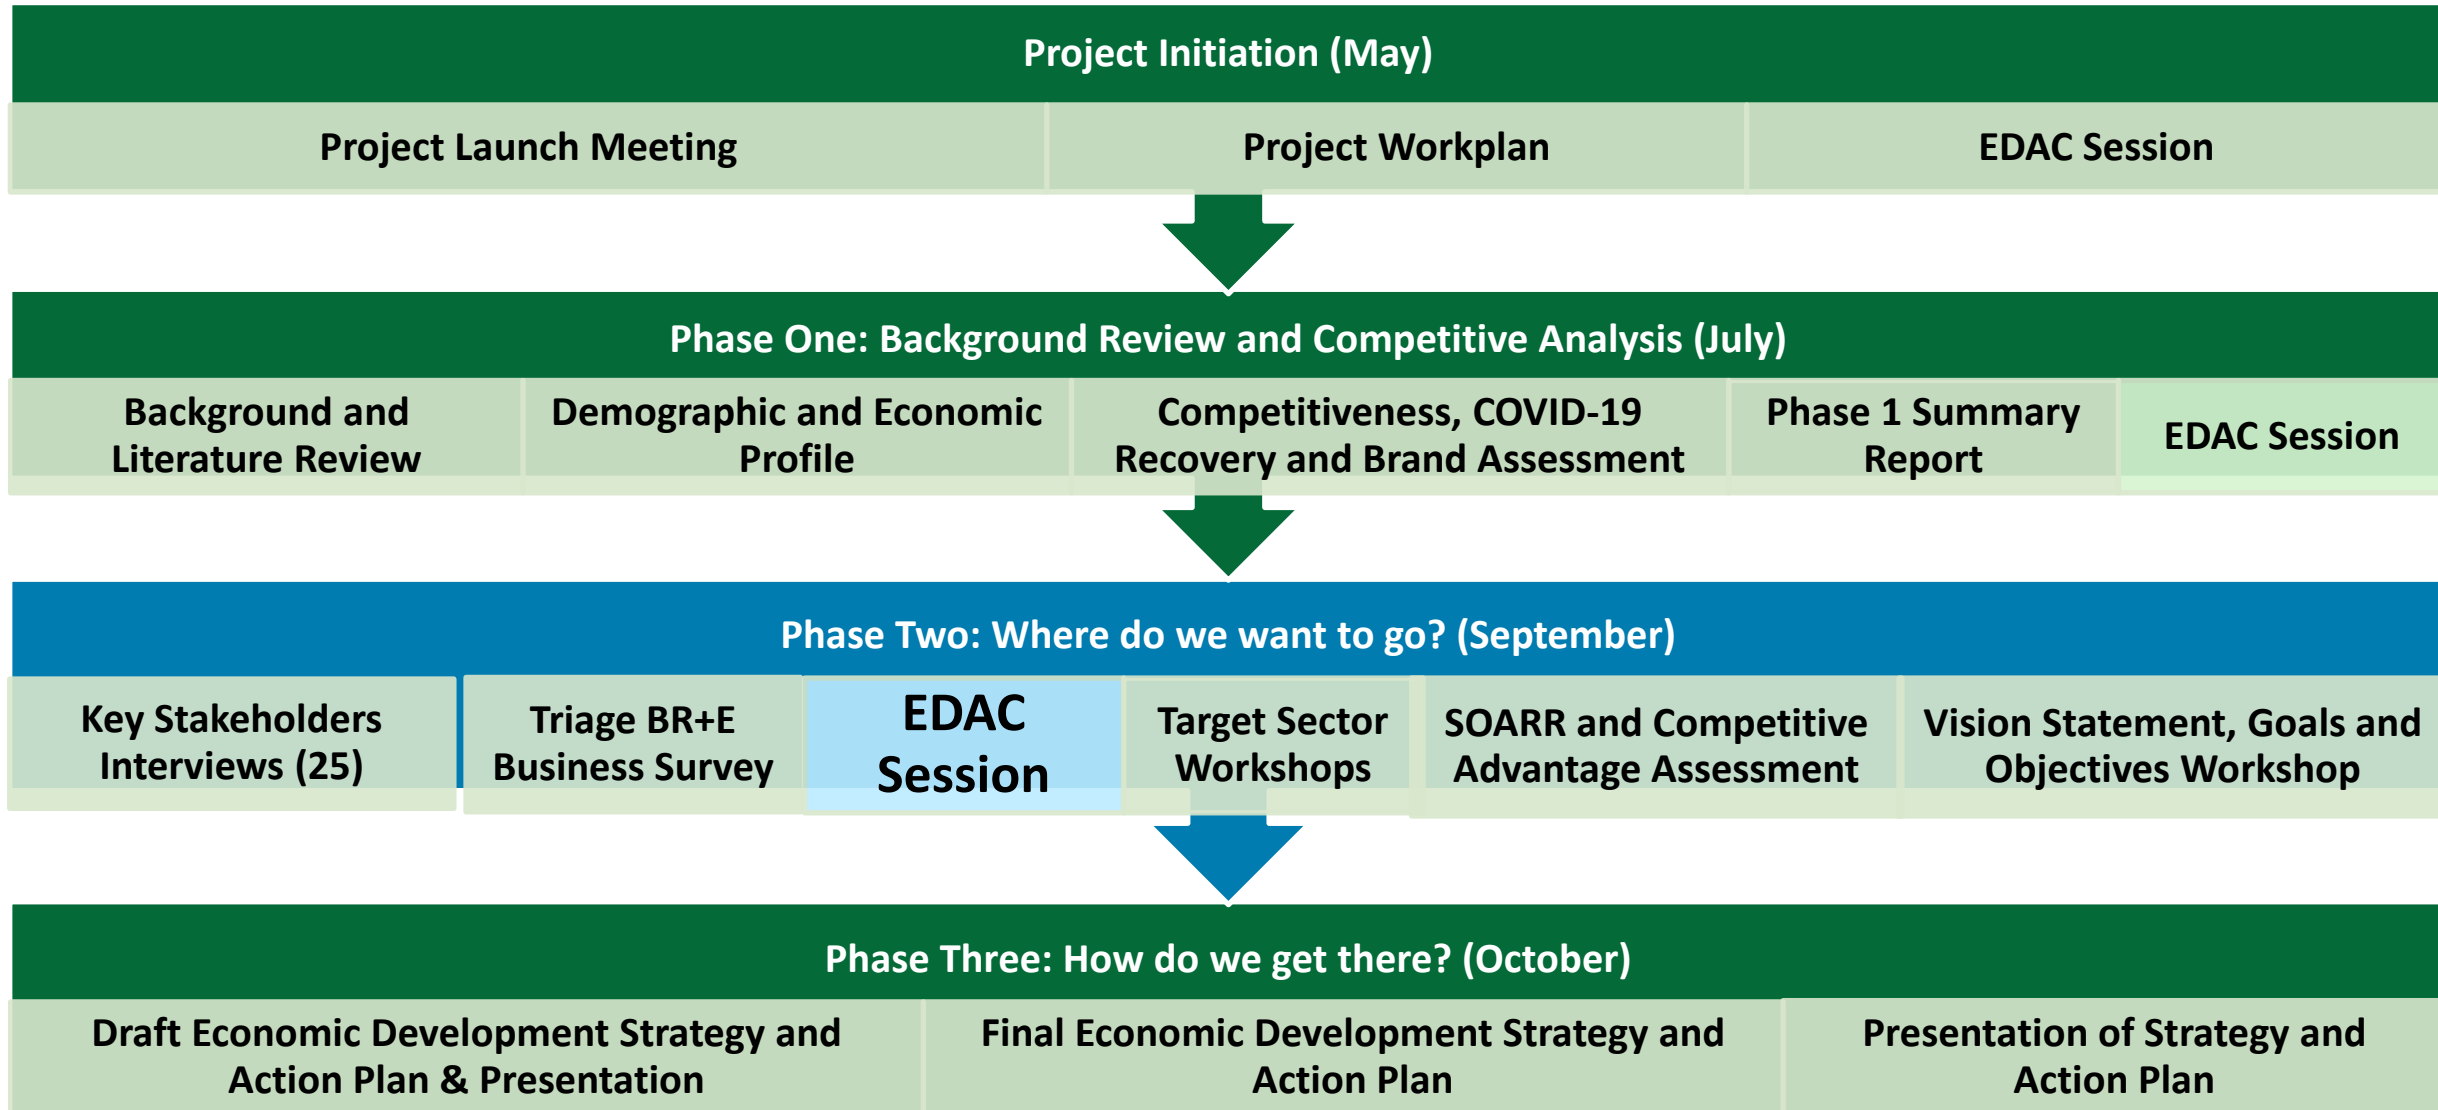 Project Initiation (May)
Project Launch Meeting
Project Workplan
EDAC Session
Phase One: Background Review and Competitive Analysis (July)
Background and
Literature Review
Demographic and Economic
Profile
Competitiveness, COVID-19
Recovery and Brand Assessment
Phase 1 Summary
Report
EDAC Session
Phase Two: Where do we want to go? (September)
Key Stakeholders
Interviews (25)
Triage BR+E
Business Survey
EDAC
Session
Target Sector
Workshops
SOARR and Competitive
Advantage Assessment
Vision Statement, Goals and
Objectives Workshop
Phase Three: How do we get there? (October)
Draft Economic Development Strategy and
Action Plan & Presentation
Final Economic Development Strategy and
Action Plan
Presentation of Strategy and
Action Plan